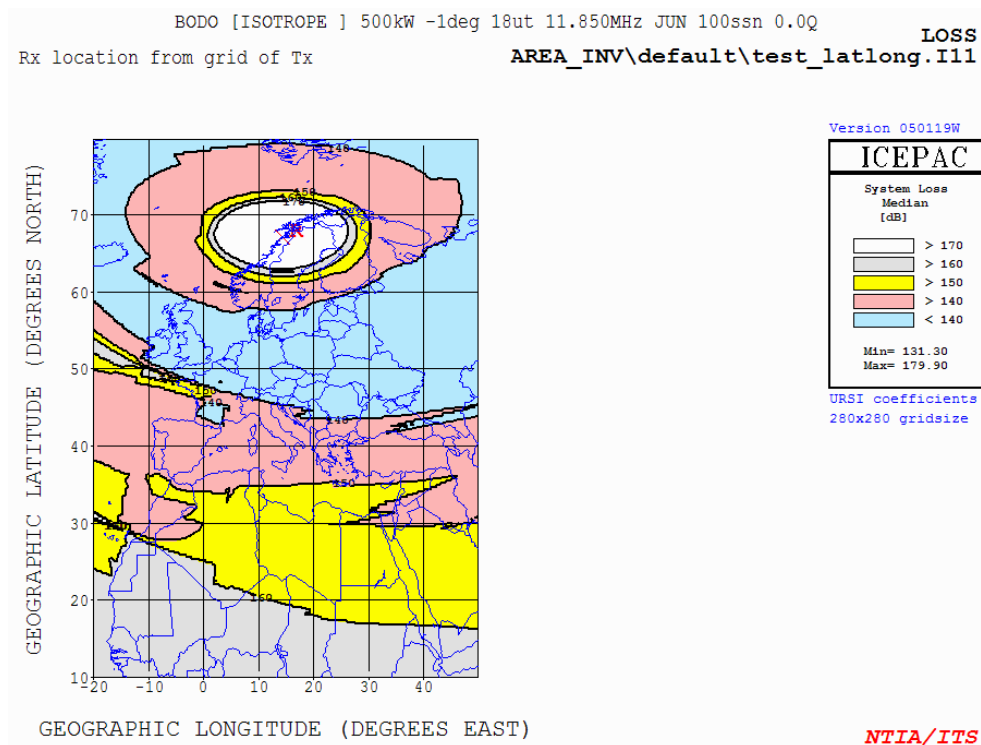 BODO [ISOTROPE ] 500kW -1deg 18ut 11.850MHz JUN 100ssn 0.0Q
LOSS
Rx location from grid of Tx
AREA_INV\default\test_latlong.I11
Version 050119W
ICEPAC
System Loss
Median
[dB]
> 170
> 160
> 150
> 140
< 140
Min= 131.30
Max= 179.90
URSI coefficients
280x280 gridsize
GEOGRAPHIC LATITUDE (DEGREES NORTH)
70
60
50
40
30
20
10
-20 -10 0 10 20 30 40
140
150
160
170
150
140
140
150
160
GEOGRAPHIC LONGITUDE (DEGREES EAST)
NTIA/ITS